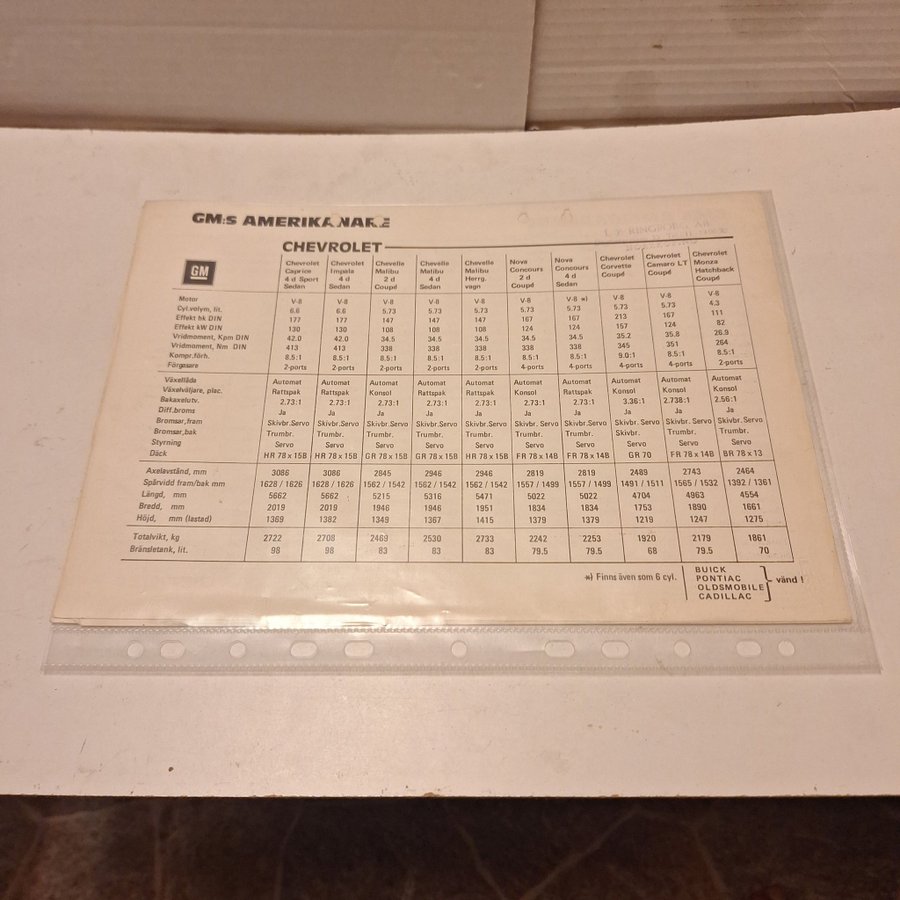 GM:s AMERIKANARE
CHEVROLET
GM
Chevrolet Caprice 4 d Sport Sedan
Chevrolet Impala 4 d Sedan
Chevelle Malibu 2 d Coupé
Chevelle Malibu 4 d Sedan
Chevelle Malibu Herrg. vagn
Nova Concours 2 d Coupé
Nova Concours 4 d Sedan
Chevrolet Corvette Coupé
Chevrolet Camaro LT Coupé
Chevrolet Monza Hatchback Coupé
Motor V-8 V-8 V-8 V-8 V-8 V-8 V-8 *) V-8 V-8 V-8
Cyl.volym, lit. 6.6 6.6 5.73 5.73 5.73 5.73 5.73 5.73 5.73 4.3
Effekt hk DIN 177 177 147 147 147 167 167 213 167 111
Effekt kW DIN 130 130 108 108 108 124 124 157 124 82
Vridmoment, Kpm DIN 42.0 42.0 34.5 34.5 34.5 34.5 34.5 35.2 35.8 26.9
Vridmoment, Nm DIN 413 413 338 338 338 338 338 345 351 264
Kompr.förh. 8.5:1 8.5:1 8.5:1 8.5:1 8.5:1 8.5:1 8.5:1 9.0:1 8.5:1 8.5:1
Förgasare 2-ports 2-ports 2-ports 2-ports 2-ports 4-ports 4-ports 4-ports 4-ports 2-ports
Växellåda Automat Automat Automat Automat Automat Automat Automat Automat Automat Automat
Växelväljare, plac. Rattspak Rattspak Konsol Rattspak Rattspak Konsol Rattspak Konsol Konsol Konsol
Bakaxelutv. 2.73:1 2.73:1 2.73:1 2.73:1 2.73:1 2.73:1 2.73:1 3.36:1 2.738:1 2.56:1
Diff.broms Ja Ja Ja Ja Ja Ja Ja Ja Ja Ja
Bromsar,fram Skivbr.Servo Skivbr.Servo Skivbr.Servo Skivbr.Servo Skivbr.Servo Skivbr.Servo Skivbr.Servo Skivbr.Servo Skivbr.Servo Skivbr.Servo
Bromsar,bak Trumbr. Trumbr. Trumbr. Trumbr. Trumbr. Trumbr. Trumbr. Skivbr.Servo Trumbr. Trumbr.
Styrning Servo Servo Servo Servo Servo Servo Servo Servo Servo Servo
Däck HR 78 x 15B HR 78 x 15B GR 78 x 15B GR 78 x 15B HR 78 x 15B FR 78 x 14B FR 78 x 14B GR 70 FR 78 x 14B BR 78 x 13
Axelavstånd, mm 3086 3086 2845 2946 2946 2819 2819 2489 2743 2464
Spårvidd fram/bak mm 1628 / 1626 1628 / 1626 1562 / 1542 1562 / 1542 1562 / 1542 1557 / 1499 1557 / 1499 1491 / 1511 1565 / 1532 1392 / 1361
Längd, mm 5662 5662 5215 5316 5471 5022 5022 4704 4963 4554
Bredd, mm 2019 2019 1946 1946 1951 1834 1834 1753 1890 1661
Höjd, mm (lastad) 1369 1382 1349 1367 1415 1379 1379 1219 1247 1275
Totalvikt, kg 2722 2708 2469 2530 2733 2242 2253 1920 2179 1861
Bränsletank, lit. 98 98 83 83 83 79.5 79.5 68 79.5 70
*) Finns även som 6 cyl.
BUICK
PONTIAC
OLDSMOBILE
CADILLAC
vänd !